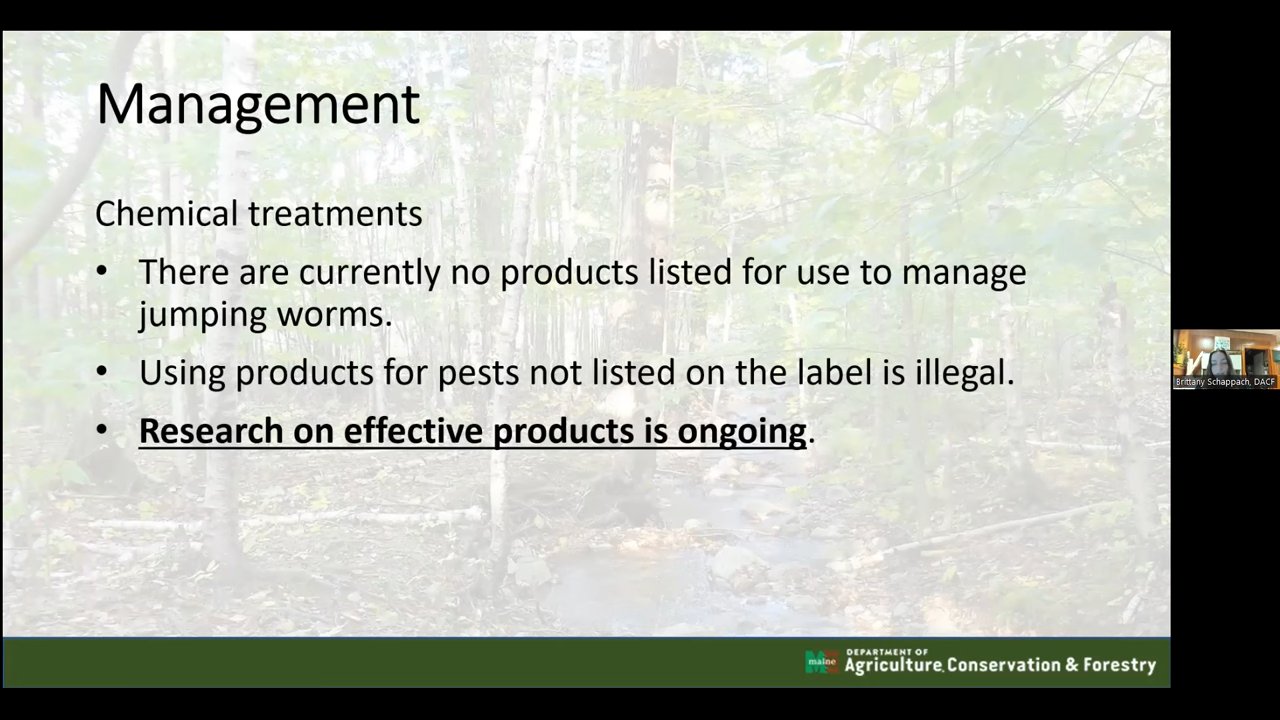 Management
Chemical treatments
• There are currently no products listed for use to manage
jumping worms.
• Using products for pests not listed on the label is illegal.
• Research on effective products is ongoing.
Brittany Schappach, DACF
maine
DEPARTMENT OF
Agriculture, Conservation & Forestry